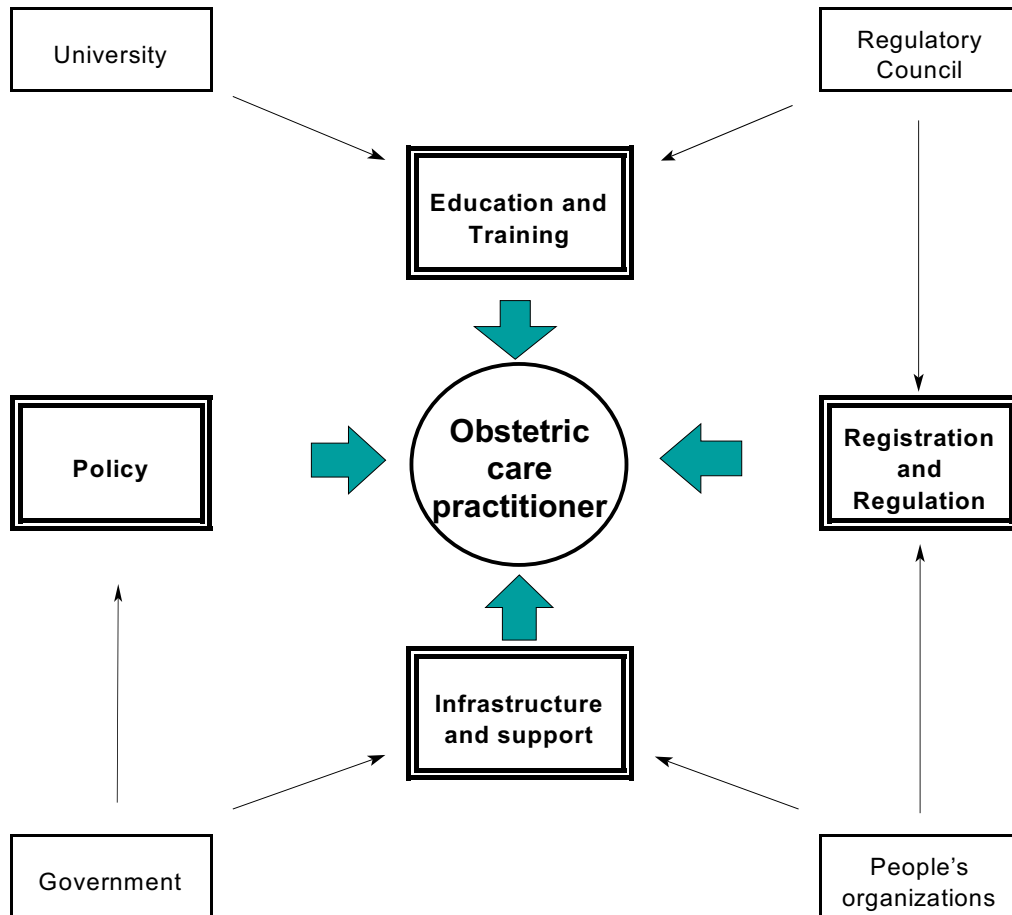 University
Regulatory
Council
Education and
Training
Policy
Obstetric
care
practitioner
Registration
and
Regulation
Infrastructure
and support
Government
People’s
organizations